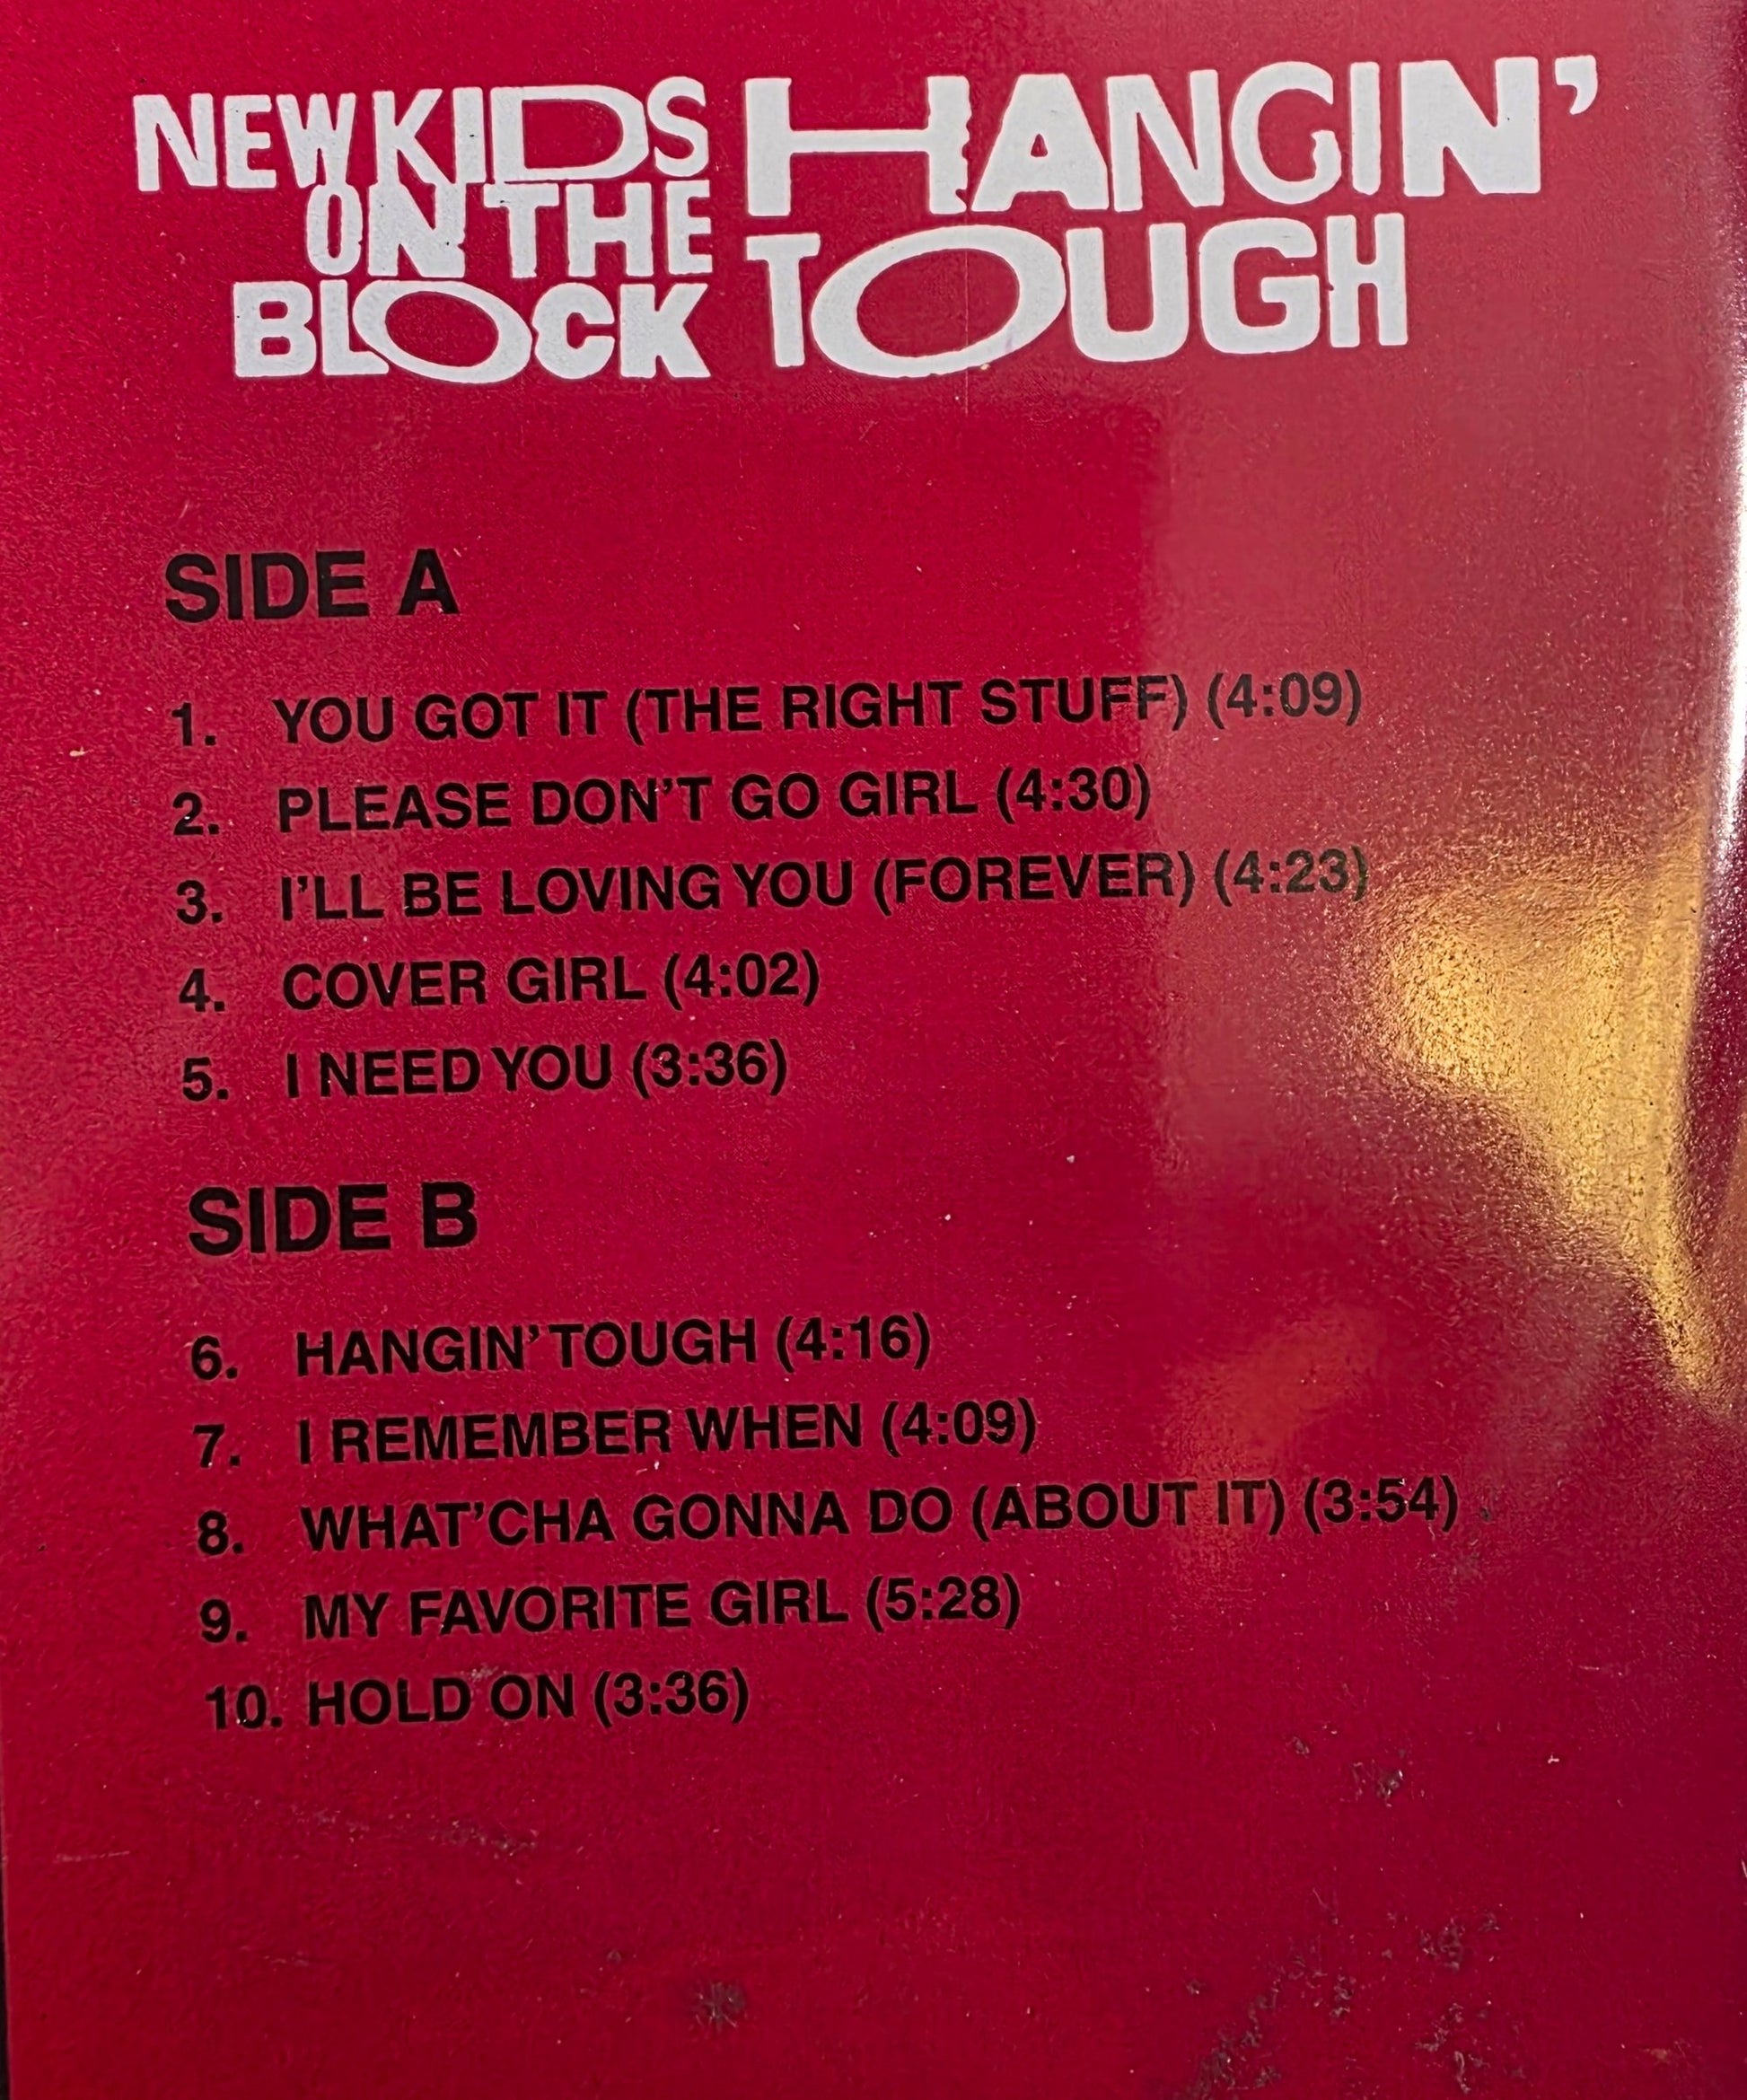 NEW KIDS ON THE BLOCK
HANGIN' TOUGH
SIDE A
1. YOU GOT IT (THE RIGHT STUFF) (4:09)
2. PLEASE DON'T GO GIRL (4:30)
3. I'LL BE LOVING YOU (FOREVER) (4:23)
4. COVER GIRL (4:02)
5. I NEED YOU (3:36)
SIDE B
6. HANGIN' TOUGH (4:16)
7. I REMEMBER WHEN (4:09)
8. WHAT'CHA GONNA DO (ABOUT IT) (3:54)
9. MY FAVORITE GIRL (5:28)
10. HOLD ON (3:36)